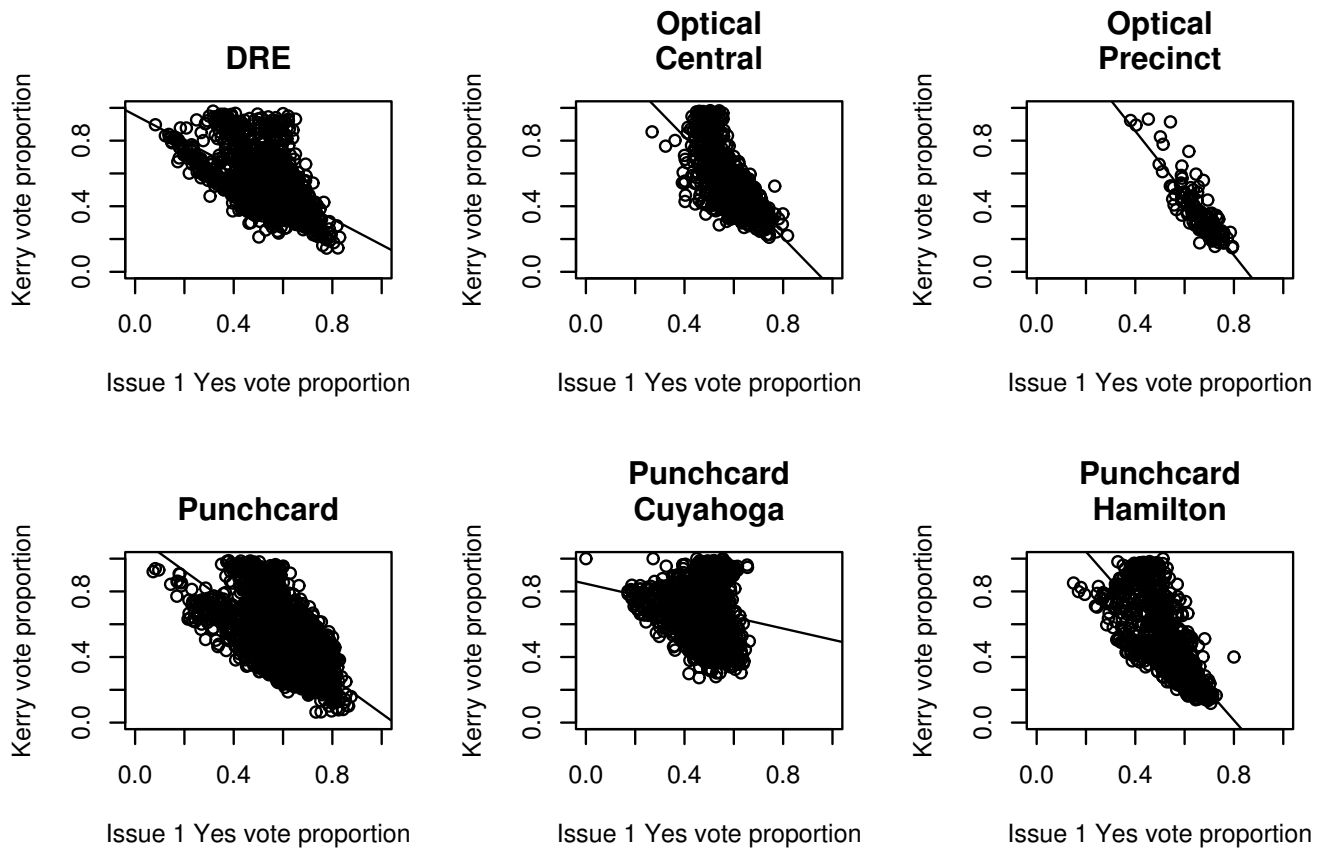 DRE
Kerry vote proportion
0.0 0.4 0.8
0.0 0.4 0.8
Issue 1 Yes vote proportion
Optical
Central
Kerry vote proportion
0.0 0.4 0.8
0.0 0.4 0.8
Issue 1 Yes vote proportion
Optical
Precinct
Kerry vote proportion
0.0 0.4 0.8
0.0 0.4 0.8
Issue 1 Yes vote proportion
Punchcard
Kerry vote proportion
0.0 0.4 0.8
0.0 0.4 0.8
Issue 1 Yes vote proportion
Punchcard
Cuyahoga
Kerry vote proportion
0.0 0.4 0.8
0.0 0.4 0.8
Issue 1 Yes vote proportion
Punchcard
Hamilton
Kerry vote proportion
0.0 0.4 0.8
0.0 0.4 0.8
Issue 1 Yes vote proportion